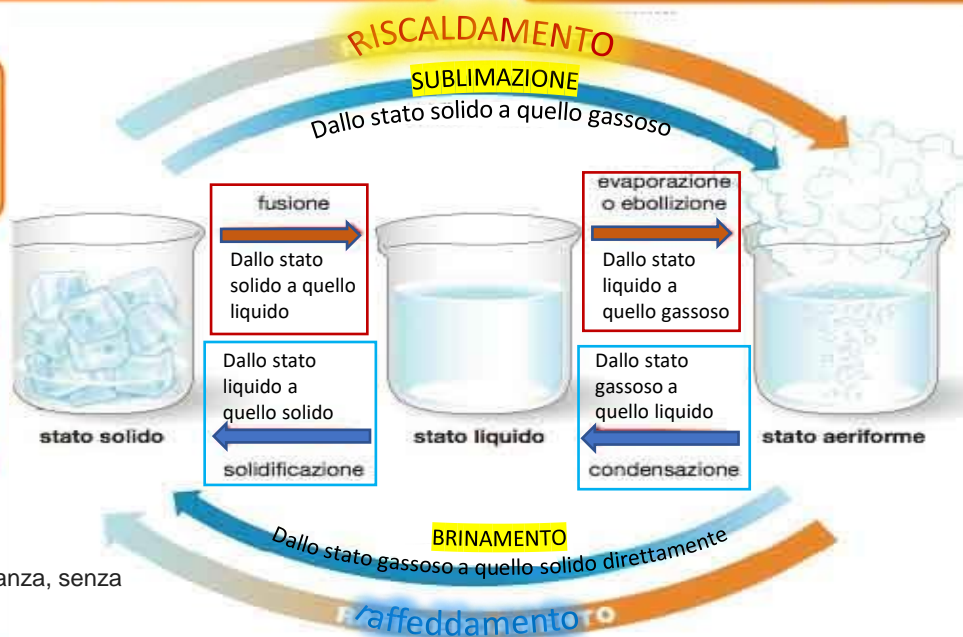 RISCALDAMENTO
SUBLIMAZIONE
Dallo stato solido a quello gassoso
fusione
Dallo stato
solido a quello
liquido
evaporazione
o ebollizione
Dallo stato
liquido a
quello gassoso
Dallo stato
liquido a
quello solido
solidificazione
Dallo stato
gassoso a
quello liquido
condensazione
stato solido
stato liquido
stato aeriforme
BRINAMENTO
Dallo stato gassoso a quello solido direttamente
anza, senza
raffeddamento